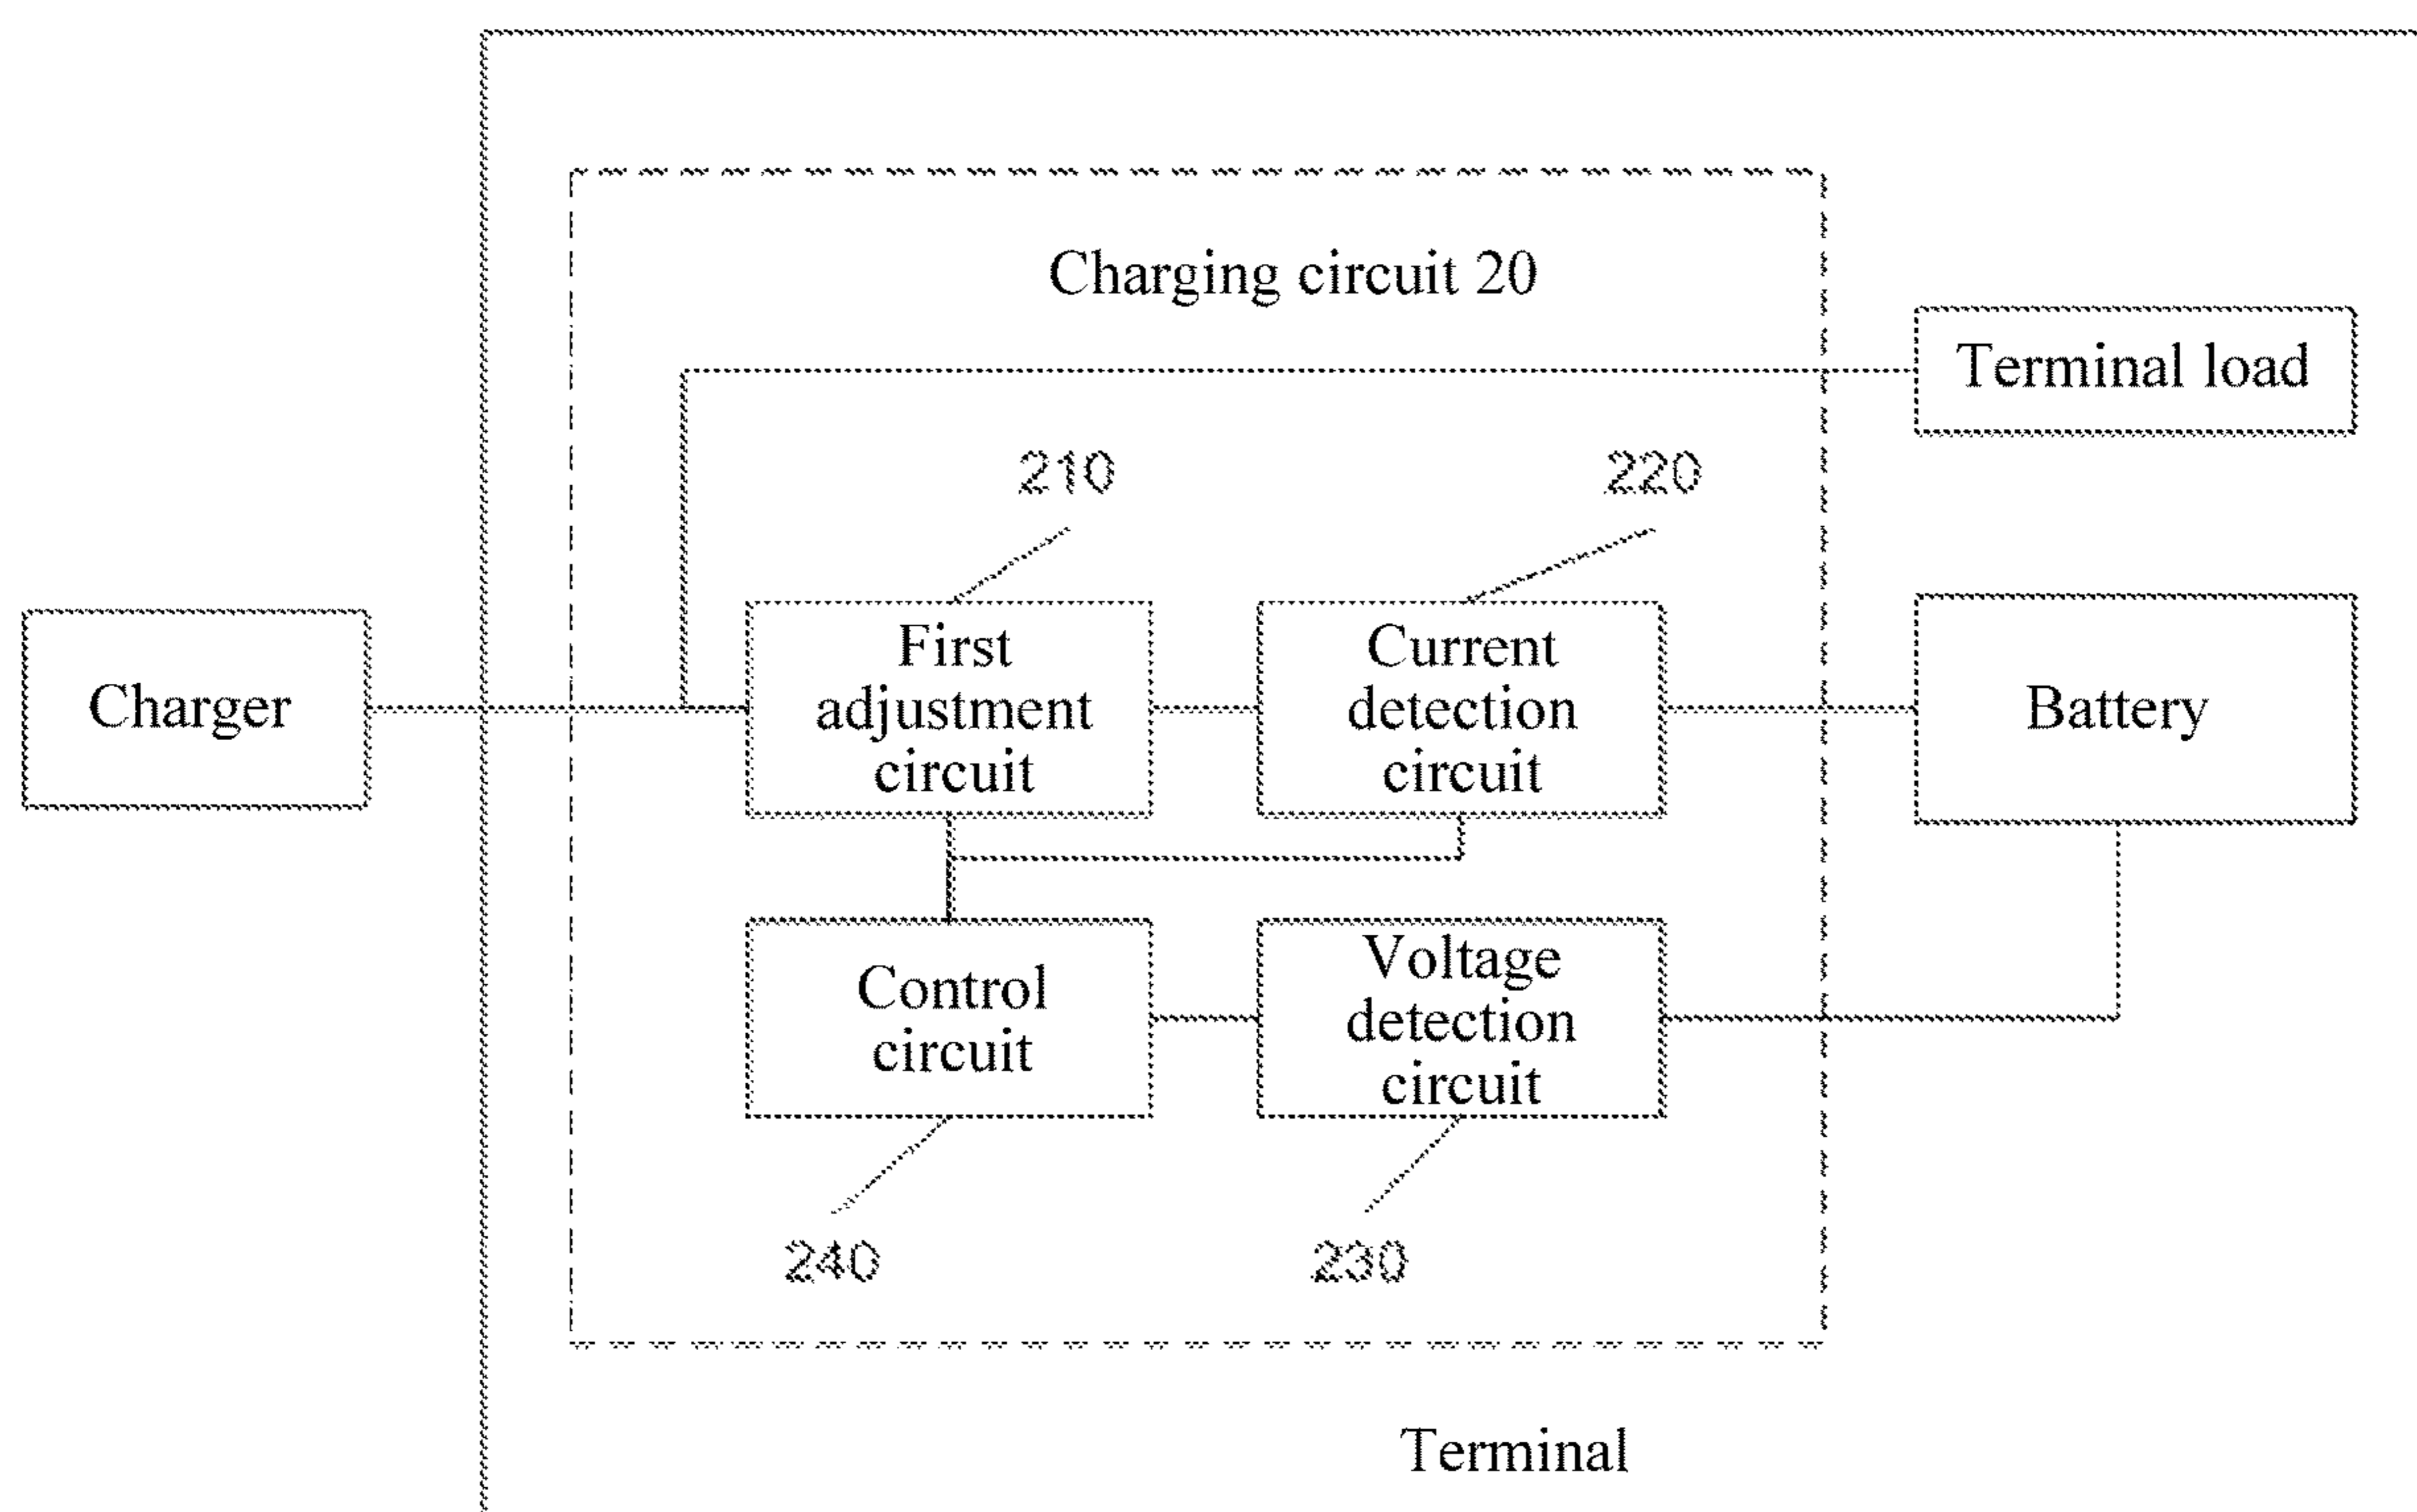 Charging circuit 20
Terminal load
210
220
Charger
First
adjustment
circuit
Current
detection
circuit
Battery
Control
circuit
Voltage
detection
circuit
240
230
Terminal